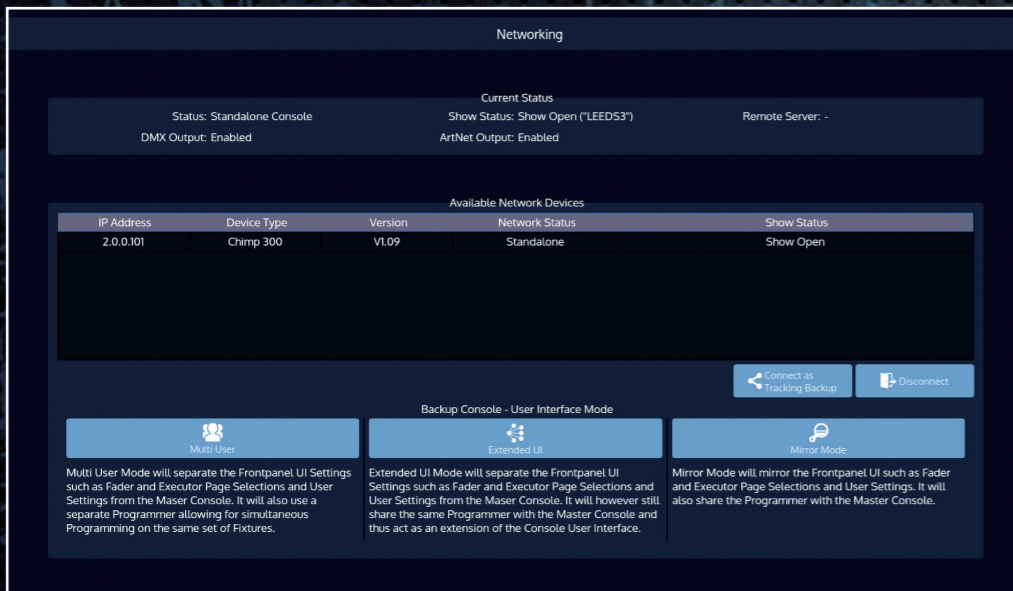 Networking
Current Status
Status: Standalone Console
Show Status: Show Open ("LEEDS3")
Remote Server: -
DMX Output: Enabled
ArtNet Output: Enabled
Available Network Devices
IP Address Device Type Version Network Status Show Status
2.0.0.101 Chimp 300 V1.09 Standalone Show Open
Connect as
Tracking Backup
Disconnect
Backup Console - User Interface Mode
Multi User
Multi User Mode will separate the Frontpanel UI Settings
such as Fader and Executor Page Selections and User
Settings from the Maser Console. It will also use a
separate Programmer allowing for simultaneous
Programming on the same set of Fixtures.
Extended UI
Extended UI Mode will separate the Frontpanel UI
Settings such as Fader and Executor Page Selections and
User Settings from the Maser Console. It will however still
share the same Programmer with the Master Console and
thus act as an extension of the Console User Interface.
Mirror Mode
Mirror Mode will mirror the Frontpanel UI such as Fader
and Executor Page Selections and User Settings. It will
also share the Programmer with the Master Console.